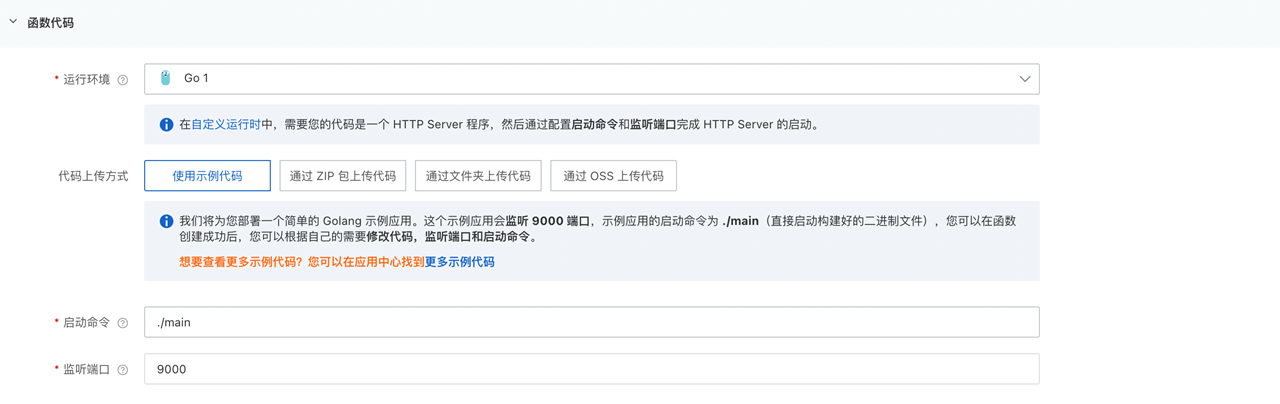 函数代码
* 运行环境
Go 1
在自定义运行时中，需要您的代码是一个 HTTP Server 程序，然后通过配置启动命令和监听端口完成 HTTP Server 的启动。
代码上传方式
使用示例代码
通过 ZIP 包上传代码
通过文件夹上传代码
通过 OSS 上传代码
我们将为您部署一个简单的 Golang 示例应用。这个示例应用会监听 9000 端口，示例应用的启动命令为 ./main（直接启动构建好的二进制文件），您可以在函数
创建成功后，您可以根据自己的需要修改代码，监听端口和启动命令。
想要查看更多示例代码？您可以在应用中心找到更多示例代码
* 启动命令
./main
* 监听端口
9000